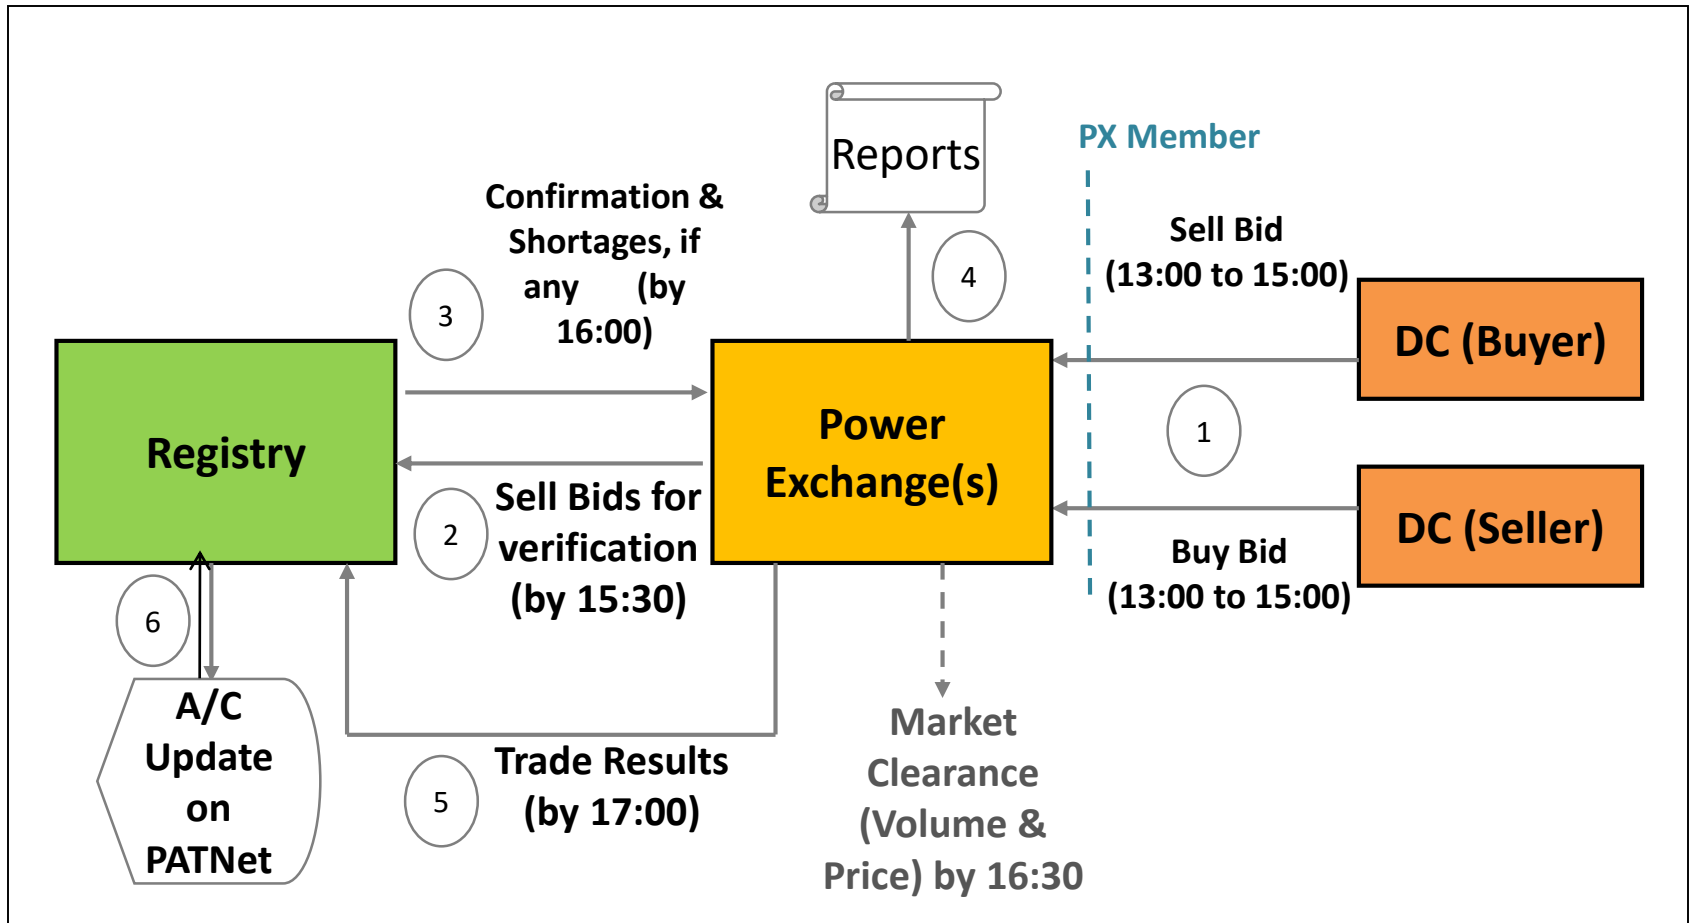 Reports
PX Member
Confirmation &
Shortages, if
any (by
16:00)
3
4
Sell Bid
(13:00 to 15:00)
DC (Buyer)
Registry
Power
Exchange(s)
1
2
Sell Bids for
verification
(by 15:30)
DC (Seller)
Buy Bid
(13:00 to 15:00)
6
A/C
Update
on
PATNet
5
Trade Results
(by 17:00)
Market
Clearance
(Volume &
Price) by 16:30